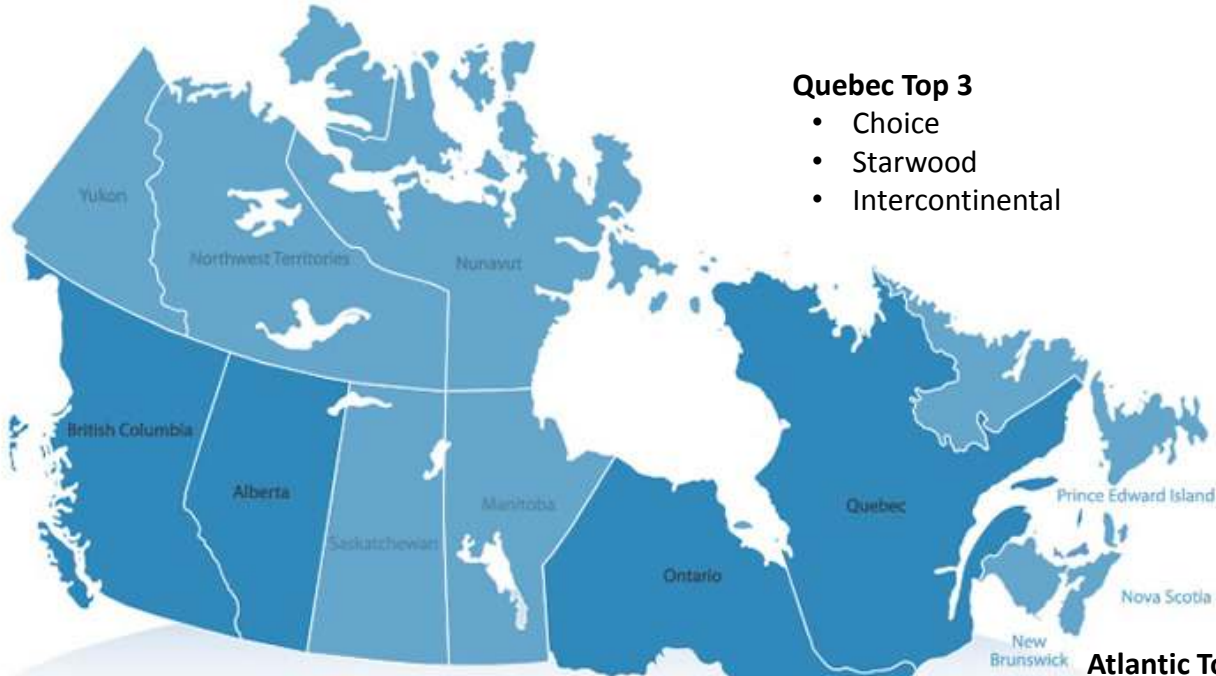 Quebec Top 3
• Choice
• Starwood
• Intercontinental
Yukon
Northwest Territories
Nunavut
British Columbia
Alberta
Saskatchewan
Manitoba
Ontario
Quebec
Prince Edward Island
Nova Scotia
New
Brunswick
Atlantic